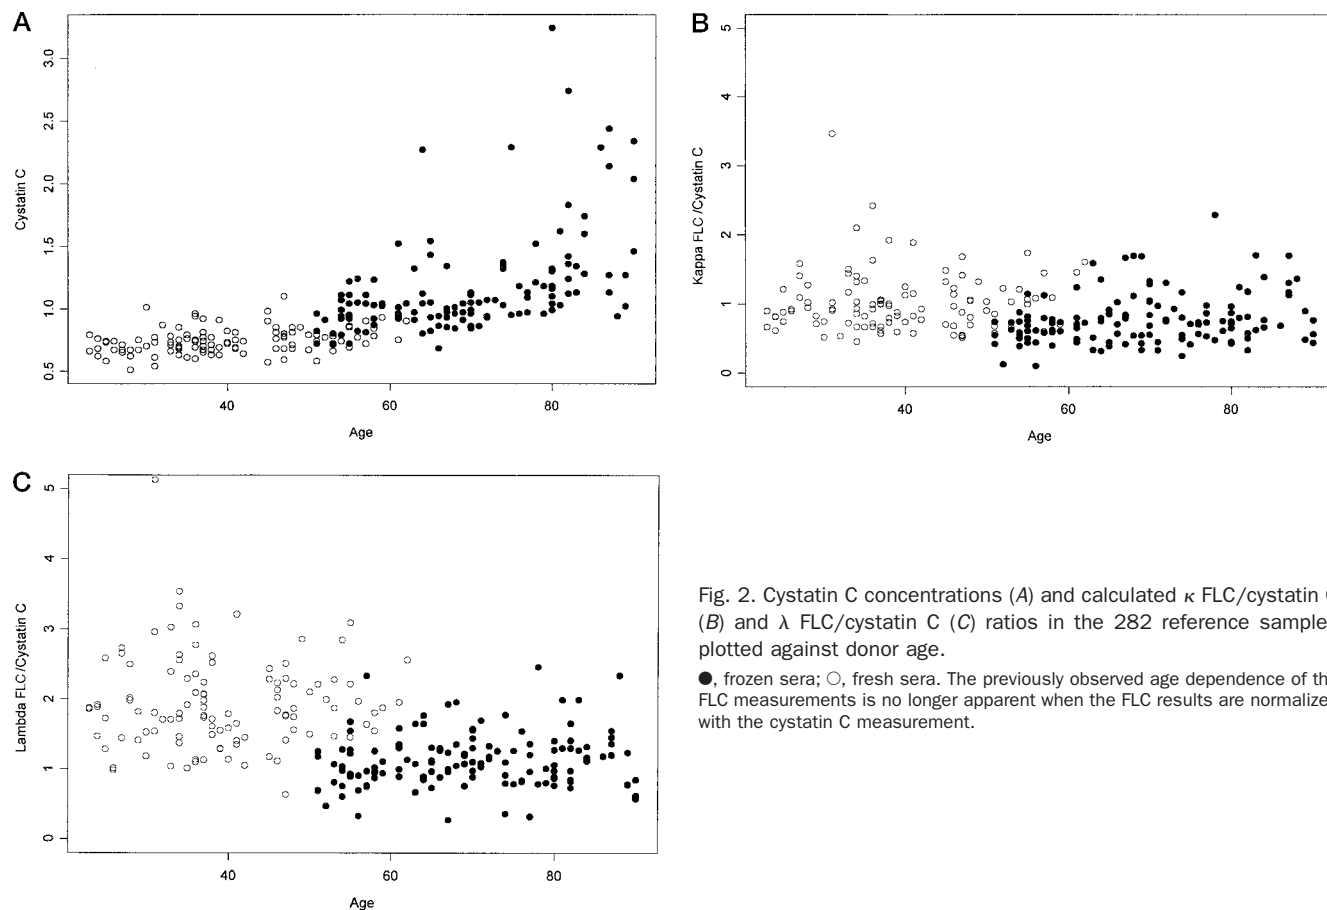 A
3.0
2.5
2.0
1.5
1.0
0.5
Cystatin C
40
60
80
Age
B
5
4
3
2
1
0
Kappa FLC /Cystatin C
40
60
80
Age
C
5
4
3
2
1
0
Lambda FLC /Cystatin C
40
60
80
Age
Fig. 2. Cystatin C concentrations (A) and calculated κ FLC/cystatin
(B) and λ FLC/cystatin C (C) ratios in the 282 reference sample
plotted against donor age.
●, frozen sera; ○, fresh sera. The previously observed age dependence of th
FLC measurements is no longer apparent when the FLC results are normalize
with the cystatin C measurement.